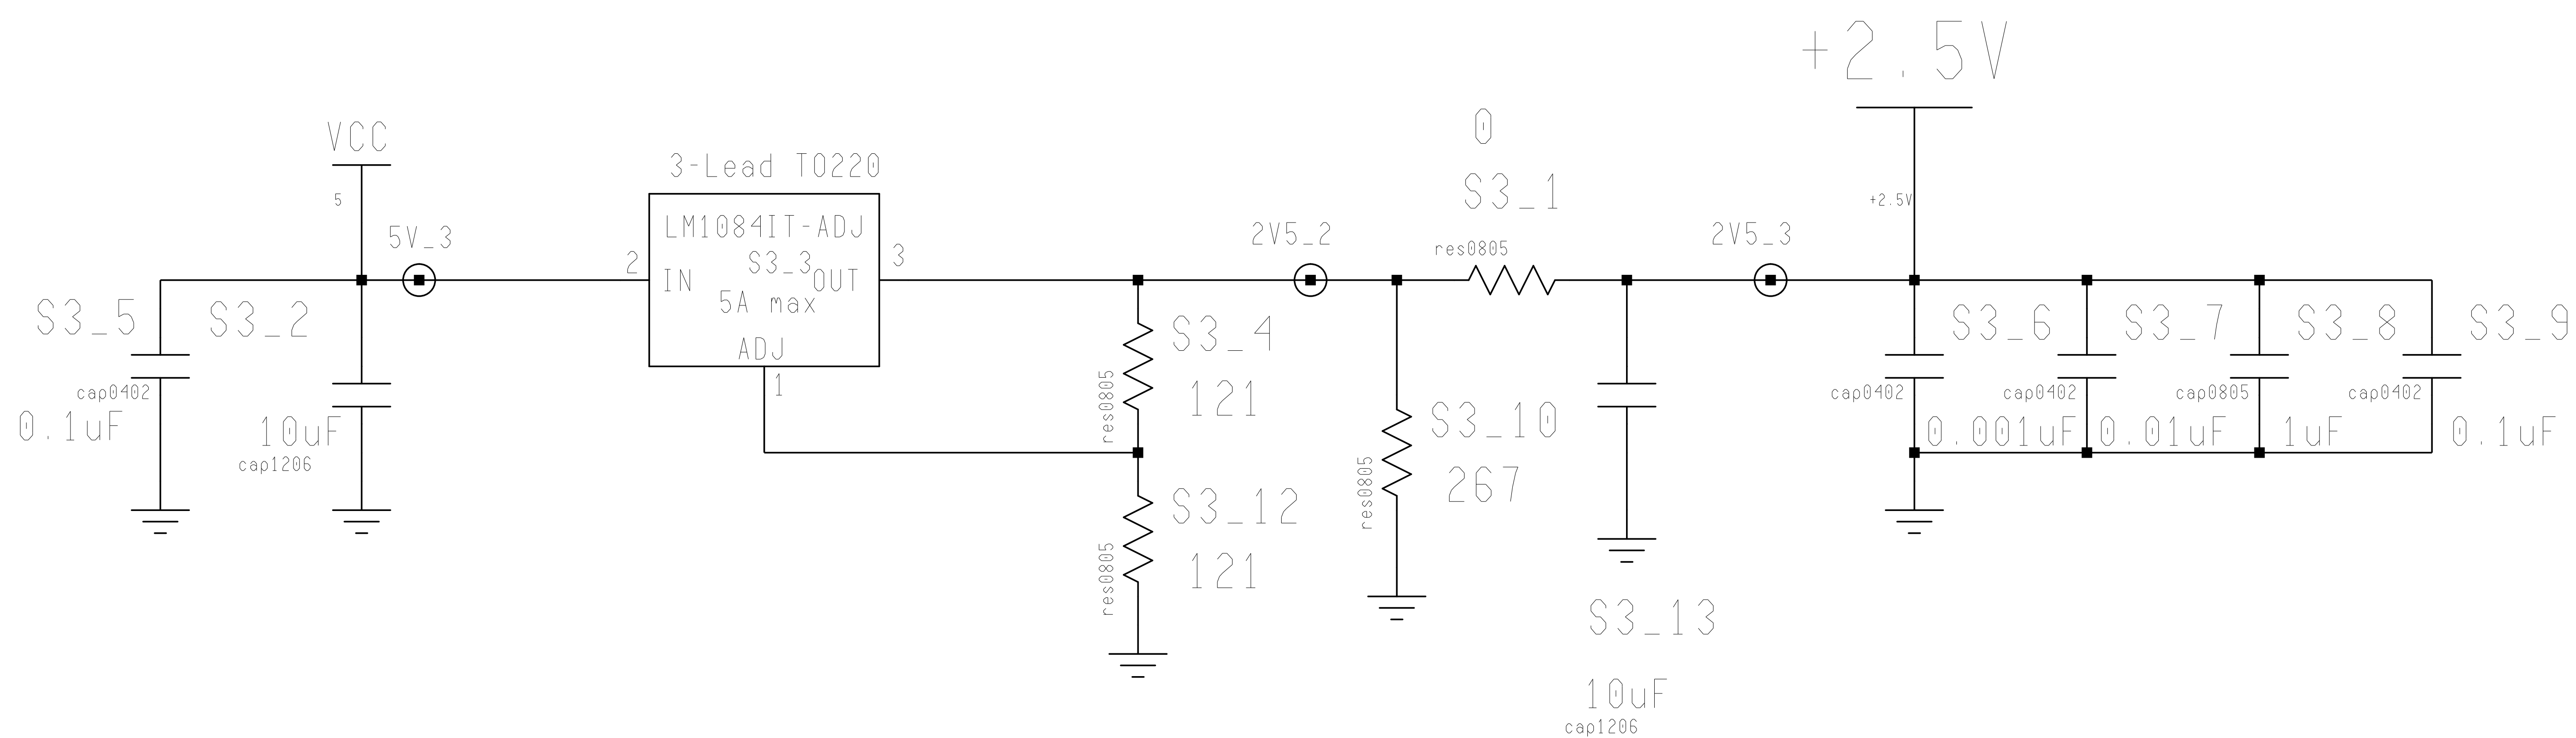 +2.5V
0
VCC
3-Lead TO220
S3_1
5
+2.5V
LM1084IT-ADJ
5V_3
2V5_2
2V5_3
res0805
2
S3_3
3
IN
OUT
5A max
S3_5
S3_2
S3_4
S3_6
S3_7
S3_8
S3_9
ADJ
1
cap0402
res0805
121
cap0402
cap0402
cap0805
cap0402
0.1uF
10uF
S3_10
0.001uF
0.01uF
1uF
0.1uF
cap1206
res0805
267
S3_12
res0805
121
S3_13
10uF
cap1206